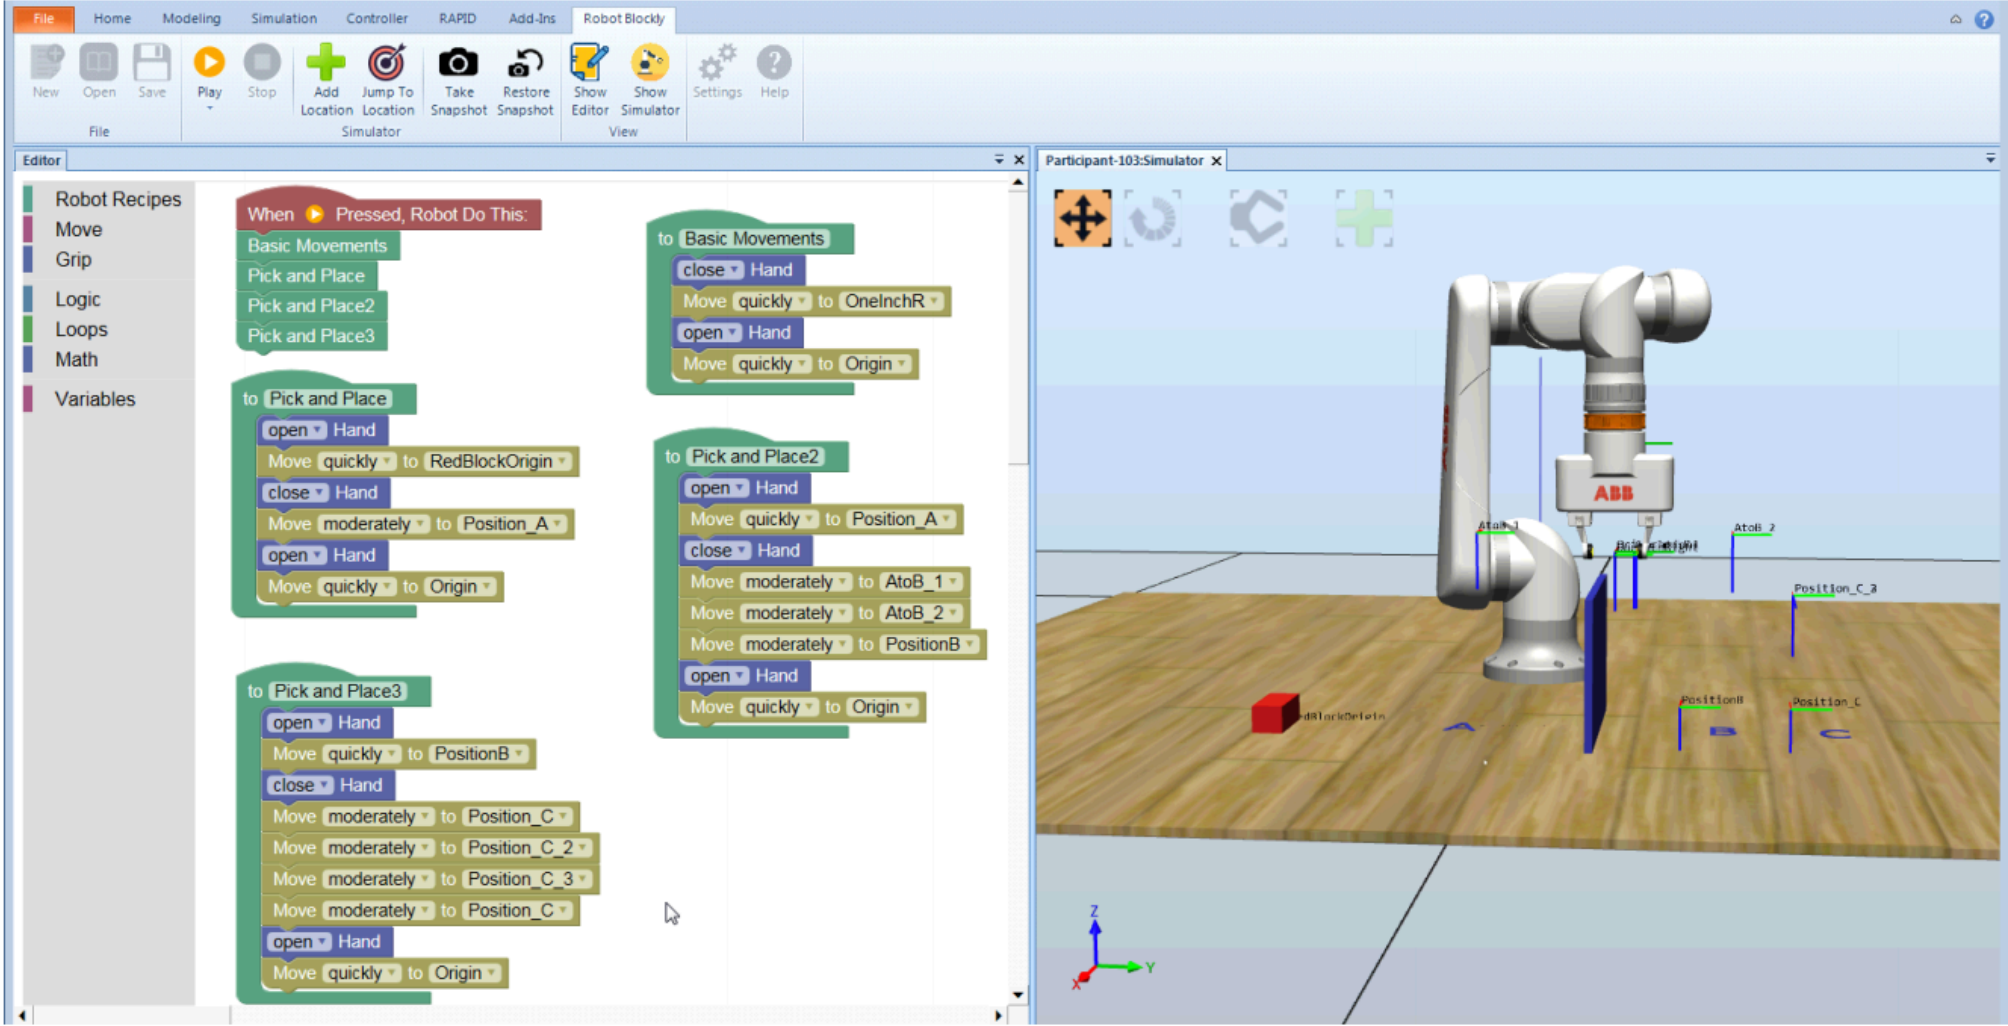 File Home Modeling Simulation Controller RAPID Add-Ins Robot Blockly
New Open Save Play Stop Add Location Jump To Location Take Snapshot Restore Snapshot Show Editor Show Simulator Settings Help
File Simulator View
Editor
Robot Recipes
Move
Grip
Logic
Loops
Math
Variables
When Pressed, Robot Do This:
Basic Movements
Pick and Place
Pick and Place2
Pick and Place3
to Pick and Place
open Hand
Move quickly to RedBlockOrigin
close Hand
Move moderately to Position_A
open Hand
Move quickly to Origin
to Pick and Place3
open Hand
Move quickly to PositionB
close Hand
Move moderately to Position_C
Move moderately to Position_C_2
Move moderately to Position_C_3
Move moderately to Position_C
open Hand
Move quickly to Origin
to Basic Movements
close Hand
Move quickly to OneInchR
open Hand
Move quickly to Origin
to Pick and Place2
open Hand
Move quickly to Position_A
close Hand
Move moderately to AtoB_1
Move moderately to AtoB_2
Move moderately to PositionB
open Hand
Move quickly to Origin
Participant-103:Simulator
ABB
AtoB_1
AtoB_2
Position_C_3
PositionB
Position_C
edBlockOrigin
A
B
C
Z
Y
X